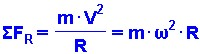 ΣF_R = m·V²/R = m·ω²·R